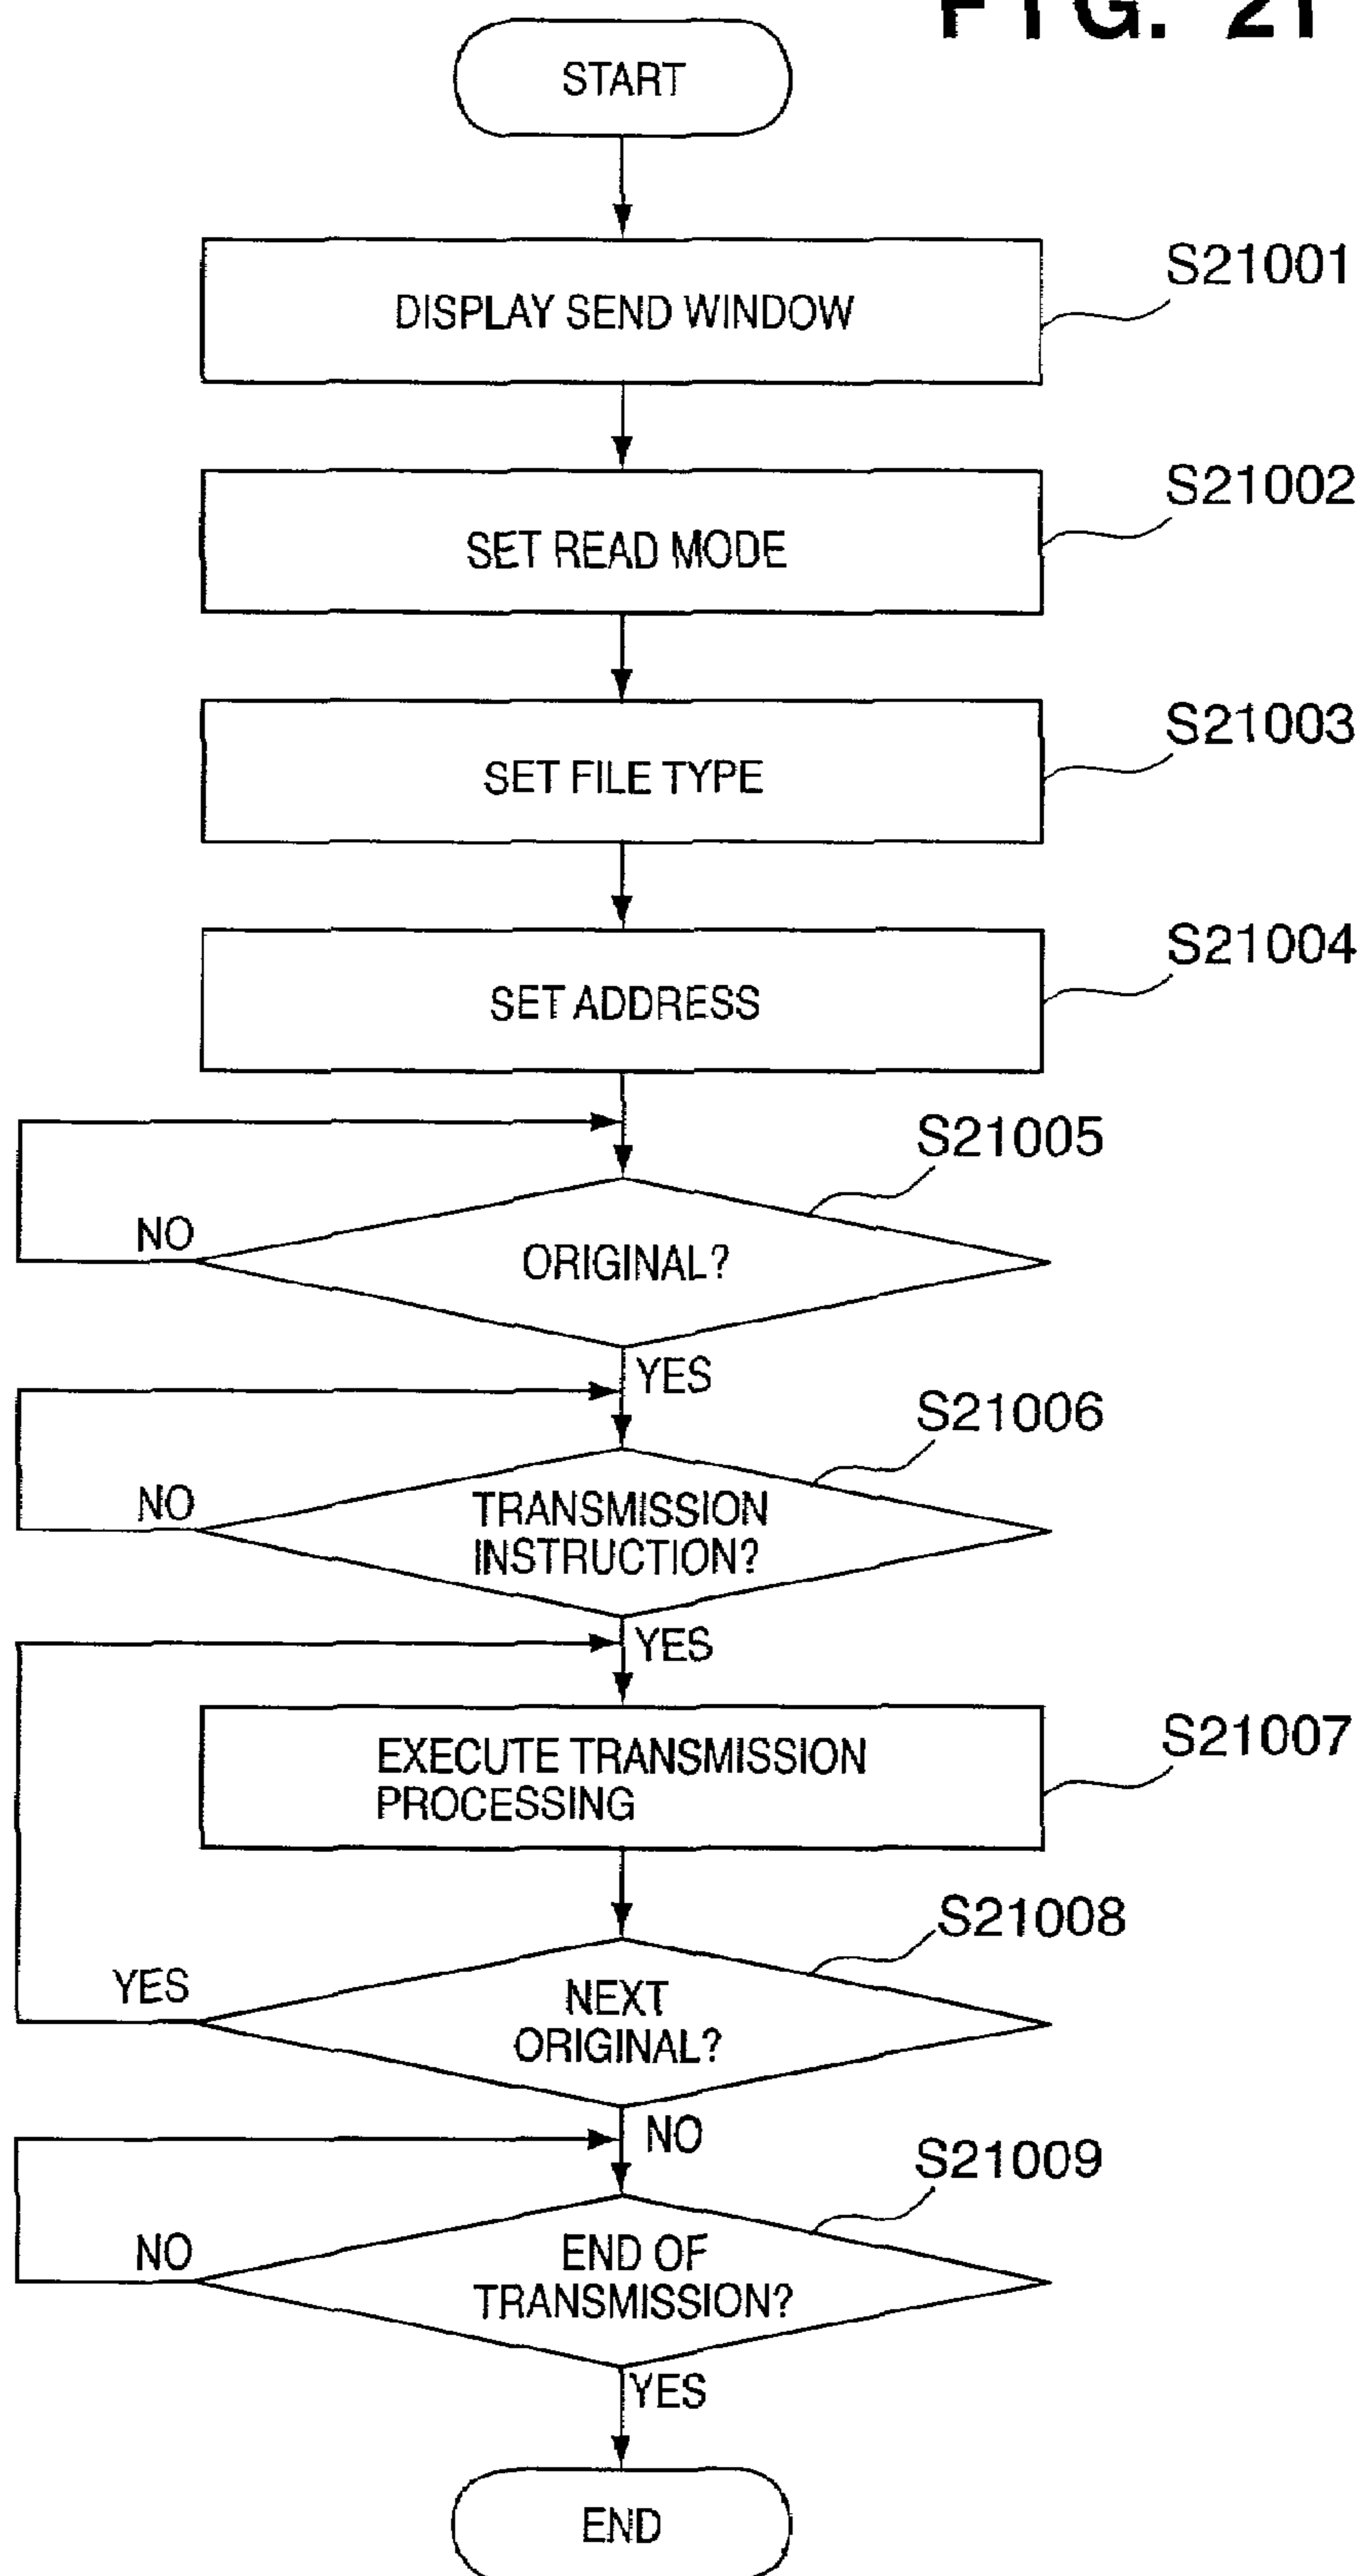 FIG. 21
START
DISPLAY SEND WINDOW
S21001
SET READ MODE
S21002
SET FILE TYPE
S21003
SET ADDRESS
S21004
S21005
NO
ORIGINAL?
YES
S21006
NO
TRANSMISSION
INSTRUCTION?
YES
EXECUTE TRANSMISSION
PROCESSING
S21007
S21008
YES
NEXT
ORIGINAL?
NO
S21009
NO
END OF
TRANSMISSION?
YES
END